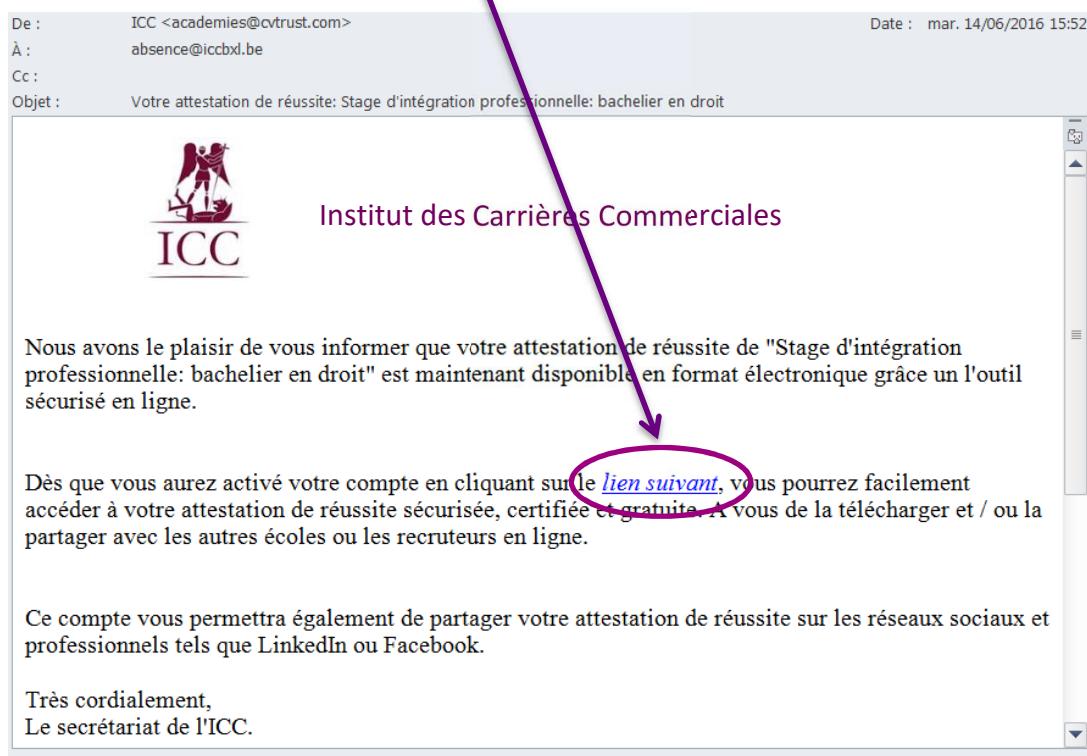 De : ICC <academies@cvtrust.com> Date : mar. 14/06/2016 15:52
À : absence@iccbxl.be
Cc :
Objet : Votre attestation de réussite: Stage d'intégration professionnelle: bachelier en droit
ICC
Institut des Carrières Commerciales
Nous avons le plaisir de vous informer que votre attestation de réussite de "Stage d'intégration
professionnelle: bachelier en droit" est maintenant disponible en format électronique grâce un l'outil
sécurisé en ligne.
Dès que vous aurez activé votre compte en cliquant sur le lien suivant, vous pourrez facilement
accéder à votre attestation de réussite sécurisée, certifiée et gratuite. A vous de la télécharger et / ou la
partager avec les autres écoles ou les recruteurs en ligne.
Ce compte vous permettra également de partager votre attestation de réussite sur les réseaux sociaux et
professionnels tels que LinkedIn ou Facebook.
Très cordialement,
Le secrétariat de l'ICC.